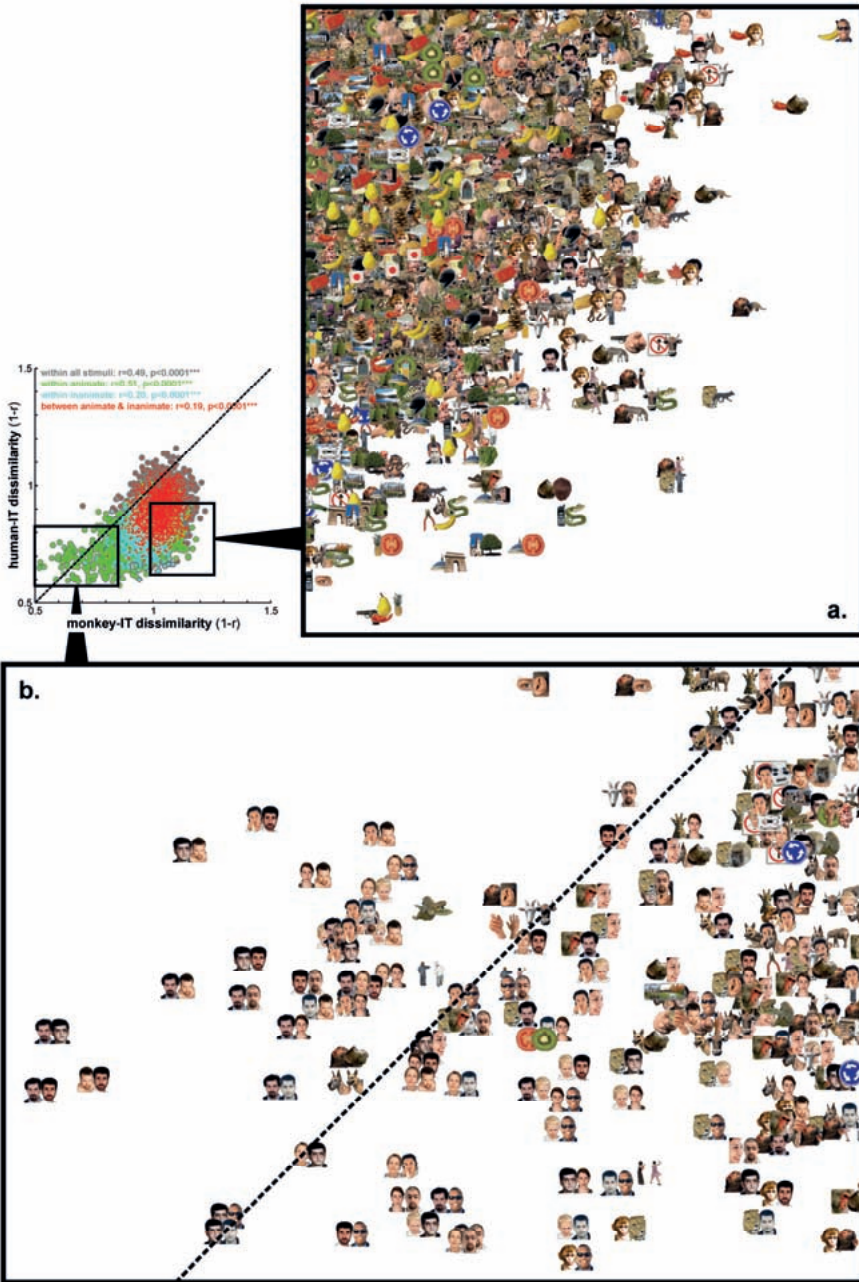 a.
1.5
within all stimuli: r=0.49, p<0.0001***
within animate: r=0.51, p<0.0001***
within inanimate: r=0.20, p<0.0001***
between animate & inanimate: r=0.19, p<0.0001***
human-IT dissimilarity (1-r)
1
0.5
0.5
1
1.5
monkey-IT dissimilarity (1-r)
b.